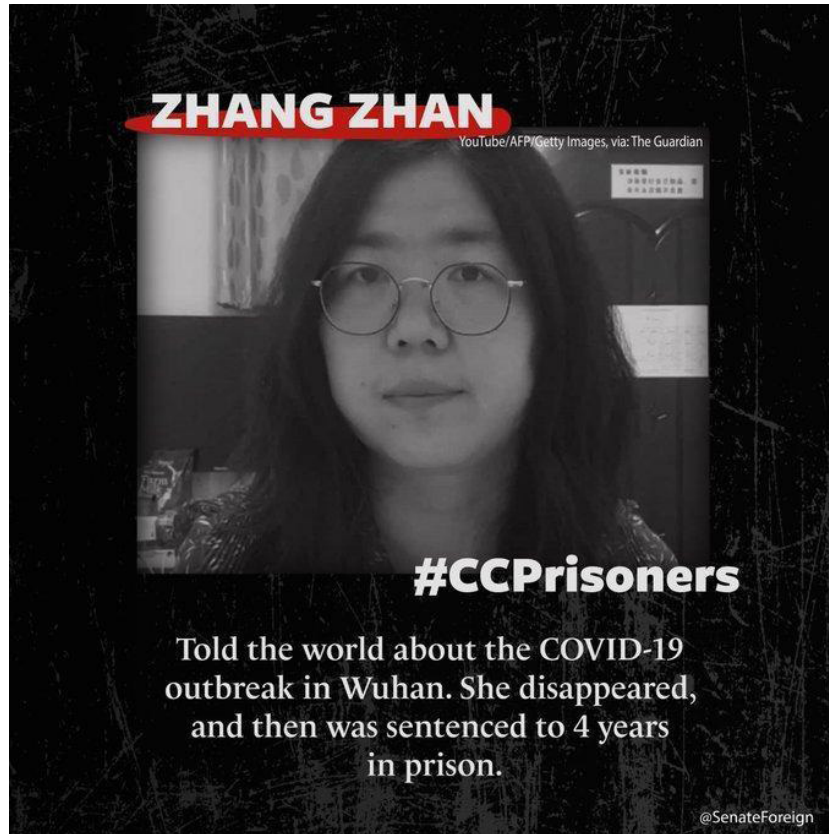 ZHANG ZHAN
YouTube/AFP/Getty Images, via: The Guardian
#CCPrisoners
Told the world about the COVID-19
outbreak in Wuhan. She disappeared,
and then was sentenced to 4 years
in prison.
@SenateForeign